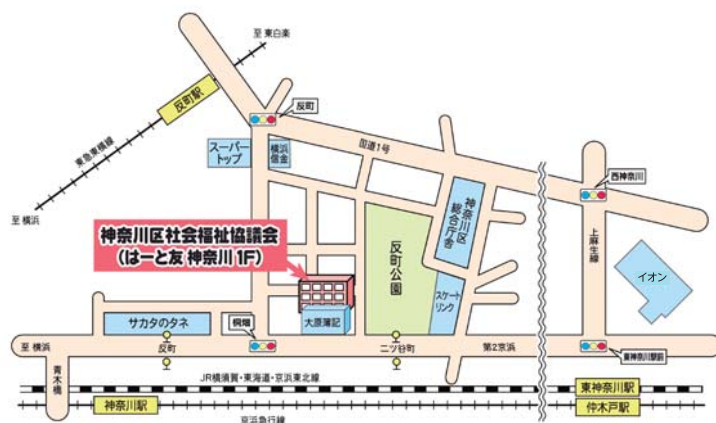 至 東白楽
反町駅
反町
東急東横線
スーパー
トップ
横浜
信金
国道1号
西神奈川
至 横浜
神奈川区社会福祉協議会
（はーと友 神奈川 1F）
神奈川区
総合庁舎
反町公園
上麻生線
イオン
スケート
リンク
サカタのタネ
桐畑
大原簿記
至 横浜
反町
二ツ谷町
第2京浜
東神奈川駅前
青木橋
JR横須賀・東海道・京浜東北線
東神奈川駅
神奈川駅
仲木戸駅
京浜急行線